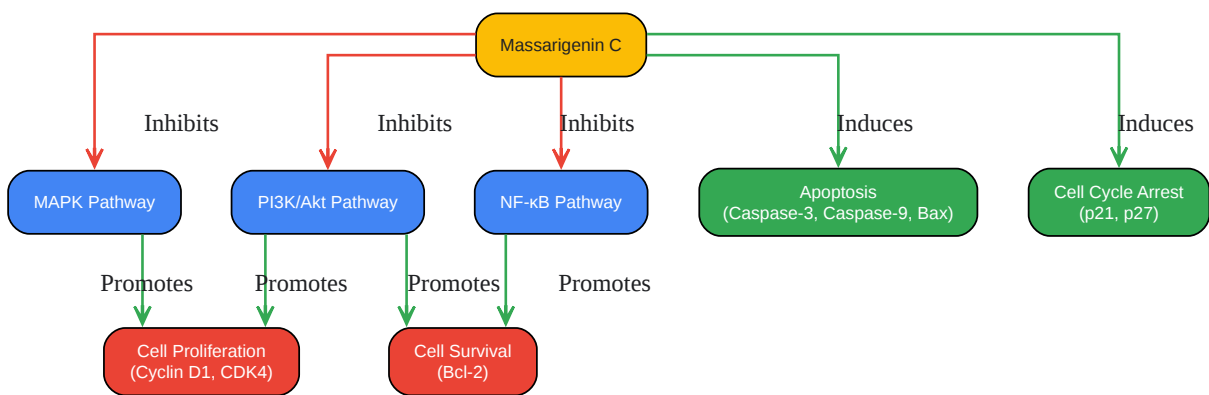 Massarigenin C
Inhibits
Inhibits
Inhibits
Induces
Induces
MAPK Pathway
PI3K/Akt Pathway
NF-κB Pathway
Apoptosis
(Caspase-3, Caspase-9, Bax)
Cell Cycle Arrest
(p21, p27)
Promotes
Promotes
Promotes
Promotes
Cell Proliferation
(Cyclin D1, CDK4)
Cell Survival
(Bcl-2)